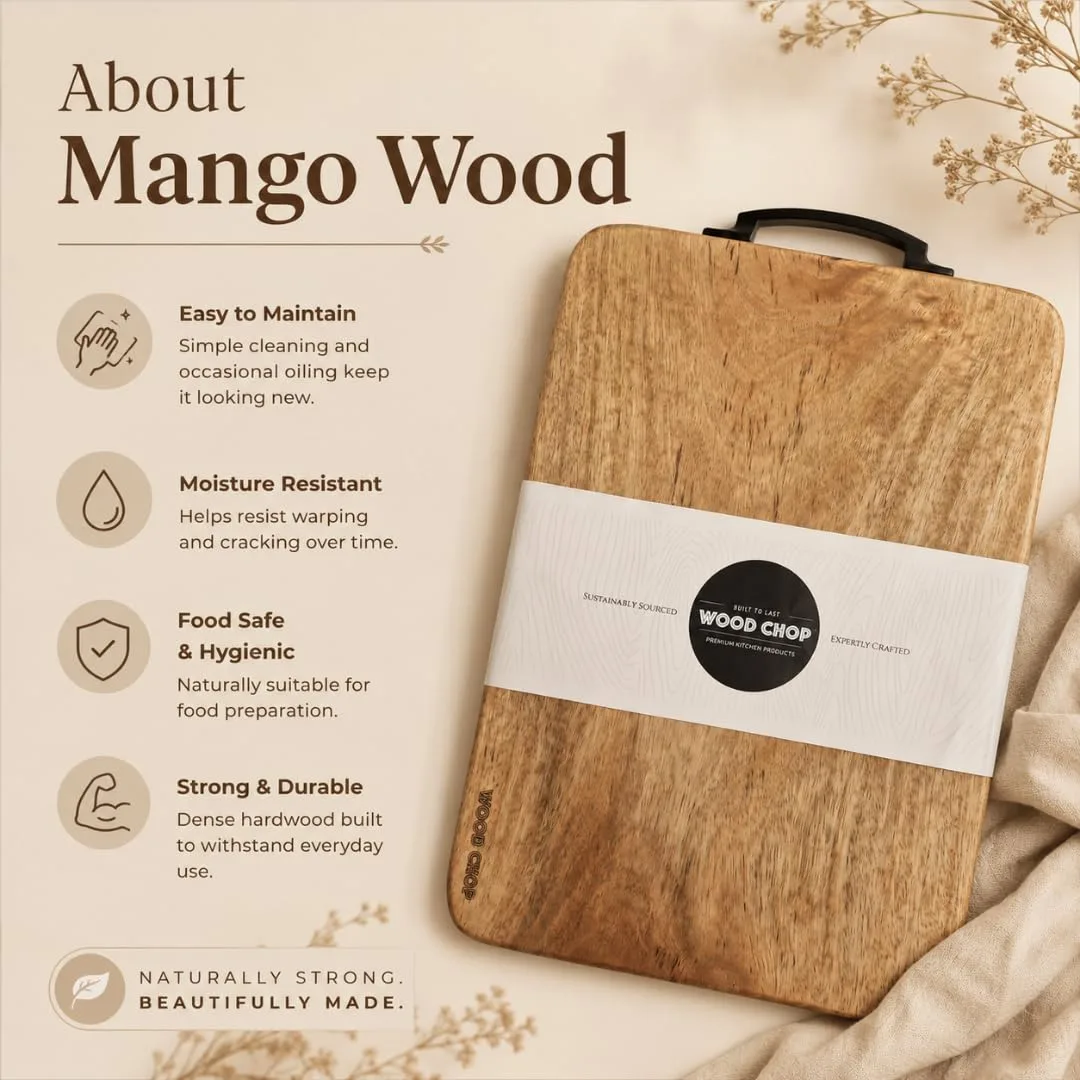 About
Mango Wood
Easy to Maintain
Simple cleaning and
occasional oiling keep
it looking new.
Moisture Resistant
Helps resist warping
and cracking over time.
Food Safe
& Hygienic
Naturally suitable for
food preparation.
Strong & Durable
Dense hardwood built
to withstand everyday
use.
NATURALLY STRONG.
BEAUTIFULLY MADE.
SUSTAINABLY SOURCED
BUILT TO LAST
WOOD CHOP
PREMIUM KITCHEN PRODUCTS
EXPERTLY CRAFTED
WOOD CHOP